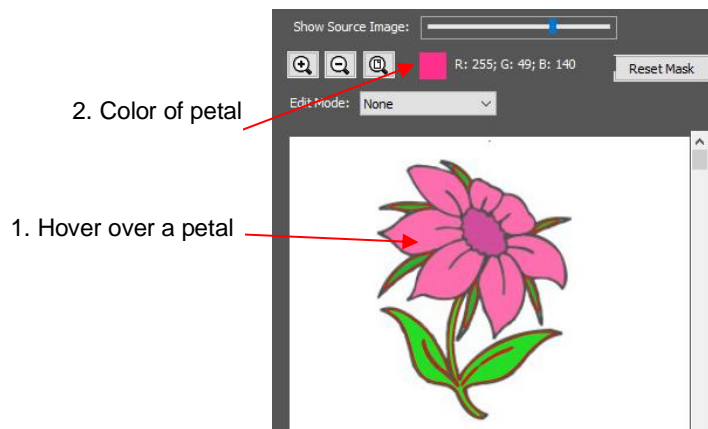 Show Source Image:
R: 255; G: 49; B: 140
Reset Mask
2. Color of petal
Edit Mode: None
1. Hover over a petal